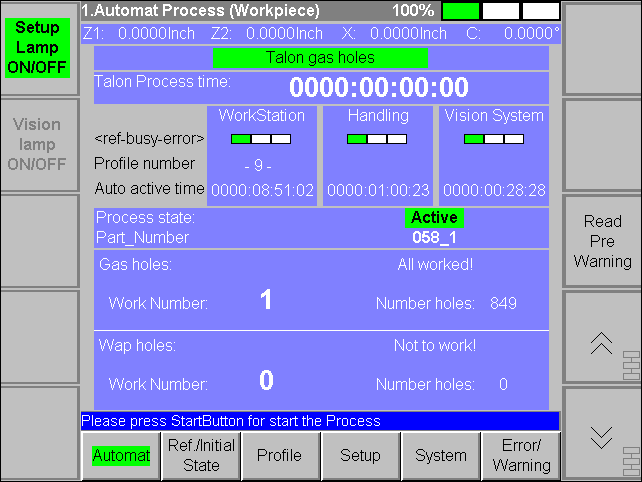 1.Automat Process (Workpiece) 100%
Z1: 0.0000Inch Z2: 0.0000Inch X: 0.0000Inch C: 0.0000°
Setup
Lamp
ON/OFF
Talon gas holes
Talon Process time: 0000:00:00:00
Vision
lamp
ON/OFF
WorkStation Handling Vision System
<ref-busy-error>
Profile number - 9 -
Auto active time 0000:08:51:02 0000:01:00:23 0000:00:28:28
Process state: Active
Part_Number 058_1
Read
Pre
Warning
Gas holes: All worked!
Work Number: 1 Number holes: 849
Wap holes: Not to work!
Work Number: 0 Number holes: 0
Please press StartButton for start the Process
Automat
Ref./Initial
State
Profile
Setup
System
Error/
Warning